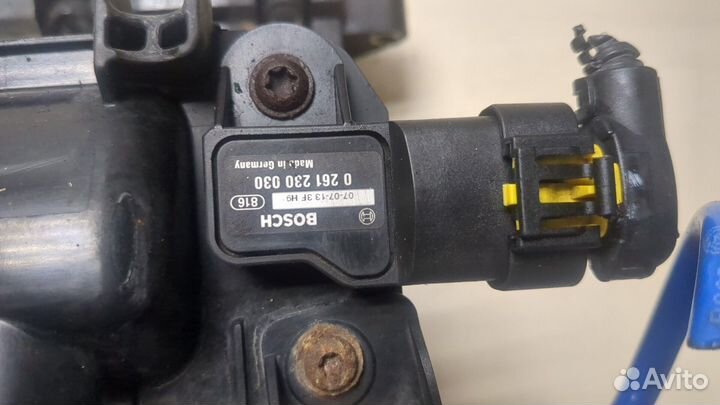 BOSCH
07-07-13 3F H9
0 261 230 030
816
Made in Germany
Avito